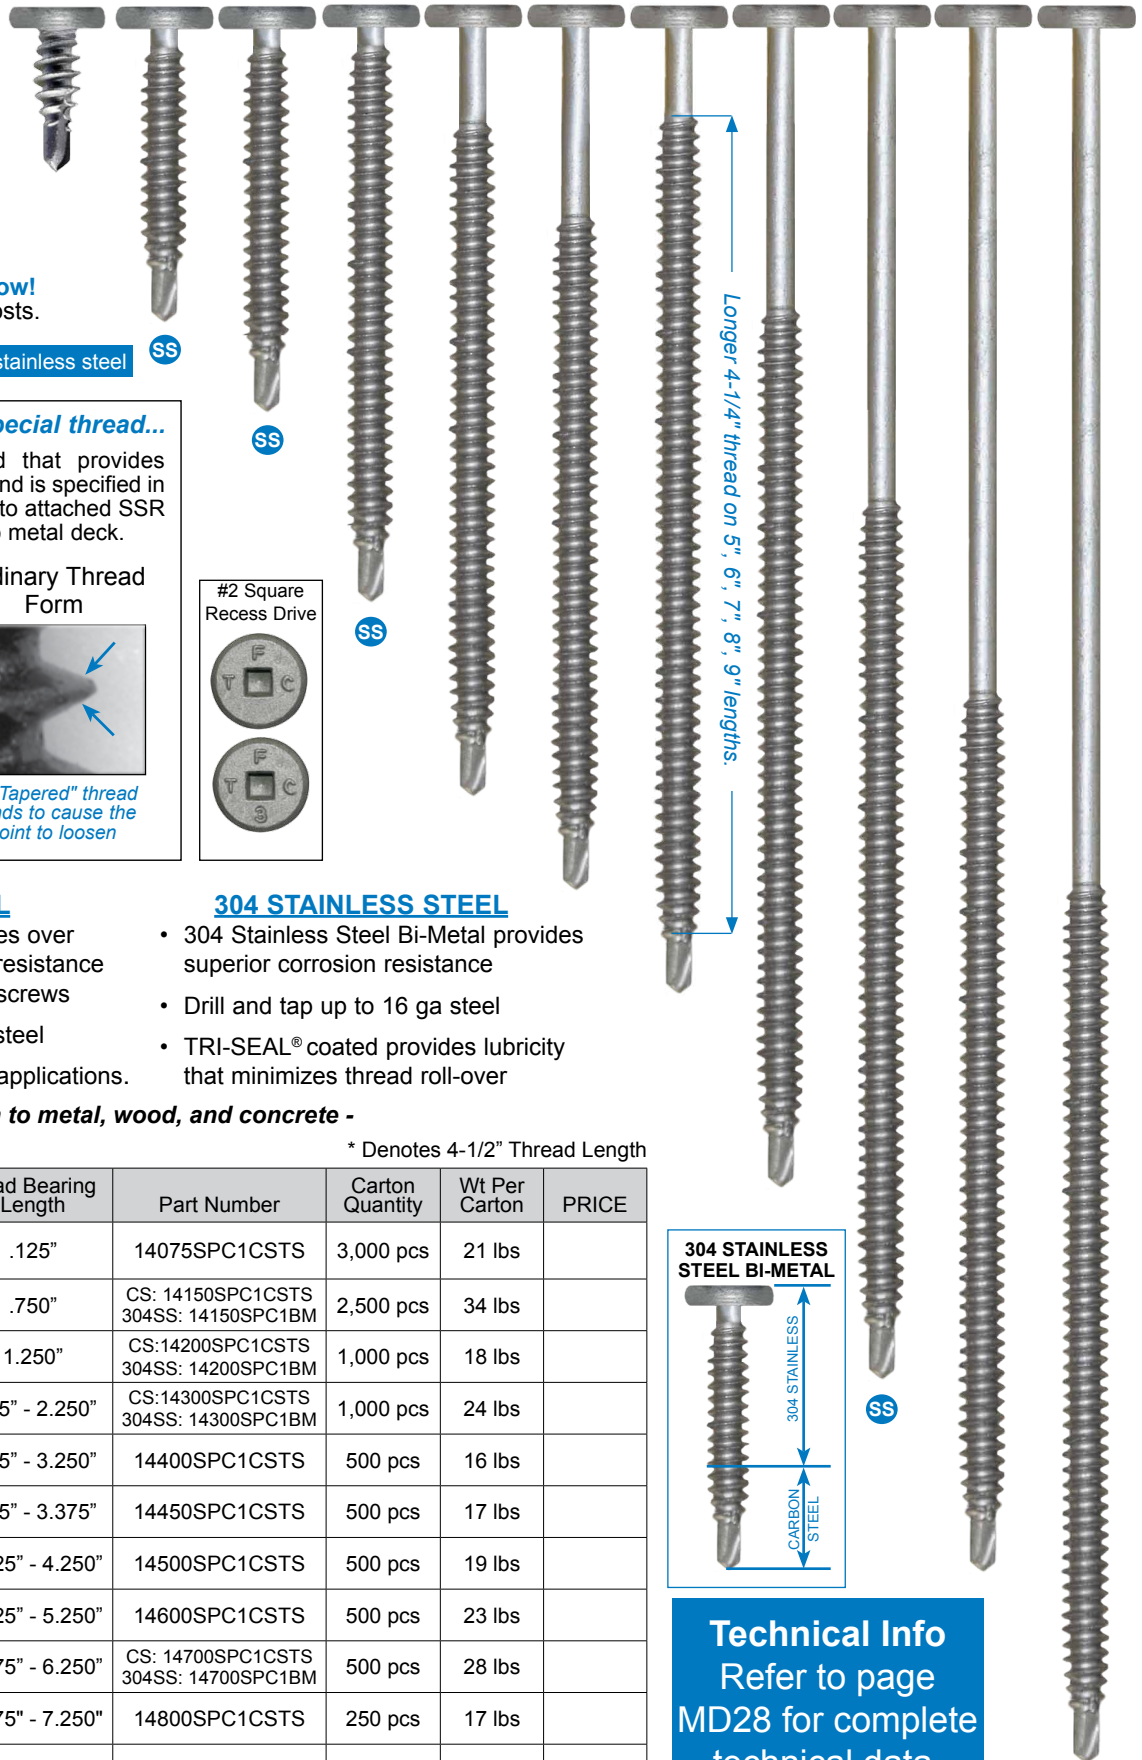 ow!
osts.
stainless steel
SS
SS
SS
pecial thread...
d that provides
nd is specified in
to attached SSR
o metal deck.
dinary Thread
Form
Tapered" thread
nds to cause the
oint to loosen
#2 Square
Recess Drive
F
T C
F
T C
3
Longer 4-1/4" thread on 5", 6", 7", 8", 9" lengths.
L
es over
resistance
screws
steel
applications.
304 STAINLESS STEEL
• 304 Stainless Steel Bi-Metal provides
superior corrosion resistance
• Drill and tap up to 16 ga steel
• TRI-SEAL® coated provides lubricity
that minimizes thread roll-over
to metal, wood, and concrete -
* Denotes 4-1/2” Thread Length
ad Bearing Length Part Number Carton Quantity Wt Per Carton PRICE
.125” 14075SPC1CSTS 3,000 pcs 21 lbs
.750” CS: 14150SPC1CSTS 304SS: 14150SPC1BM 2,500 pcs 34 lbs
1.250” CS:14200SPC1CSTS 304SS: 14200SPC1BM 1,000 pcs 18 lbs
5” - 2.250” CS:14300SPC1CSTS 304SS: 14300SPC1BM 1,000 pcs 24 lbs
5” - 3.250” 14400SPC1CSTS 500 pcs 16 lbs
5” - 3.375” 14450SPC1CSTS 500 pcs 17 lbs
25” - 4.250” 14500SPC1CSTS 500 pcs 19 lbs
25” - 5.250” 14600SPC1CSTS 500 pcs 23 lbs
75” - 6.250” CS: 14700SPC1CSTS 304SS: 14700SPC1BM 500 pcs 28 lbs
75" - 7.250" 14800SPC1CSTS 250 pcs 17 lbs
304 STAINLESS
STEEL BI-METAL
304 STAINLESS
CARBON
STEEL
SS
Technical Info
Refer to page
MD28 for complete
technical data